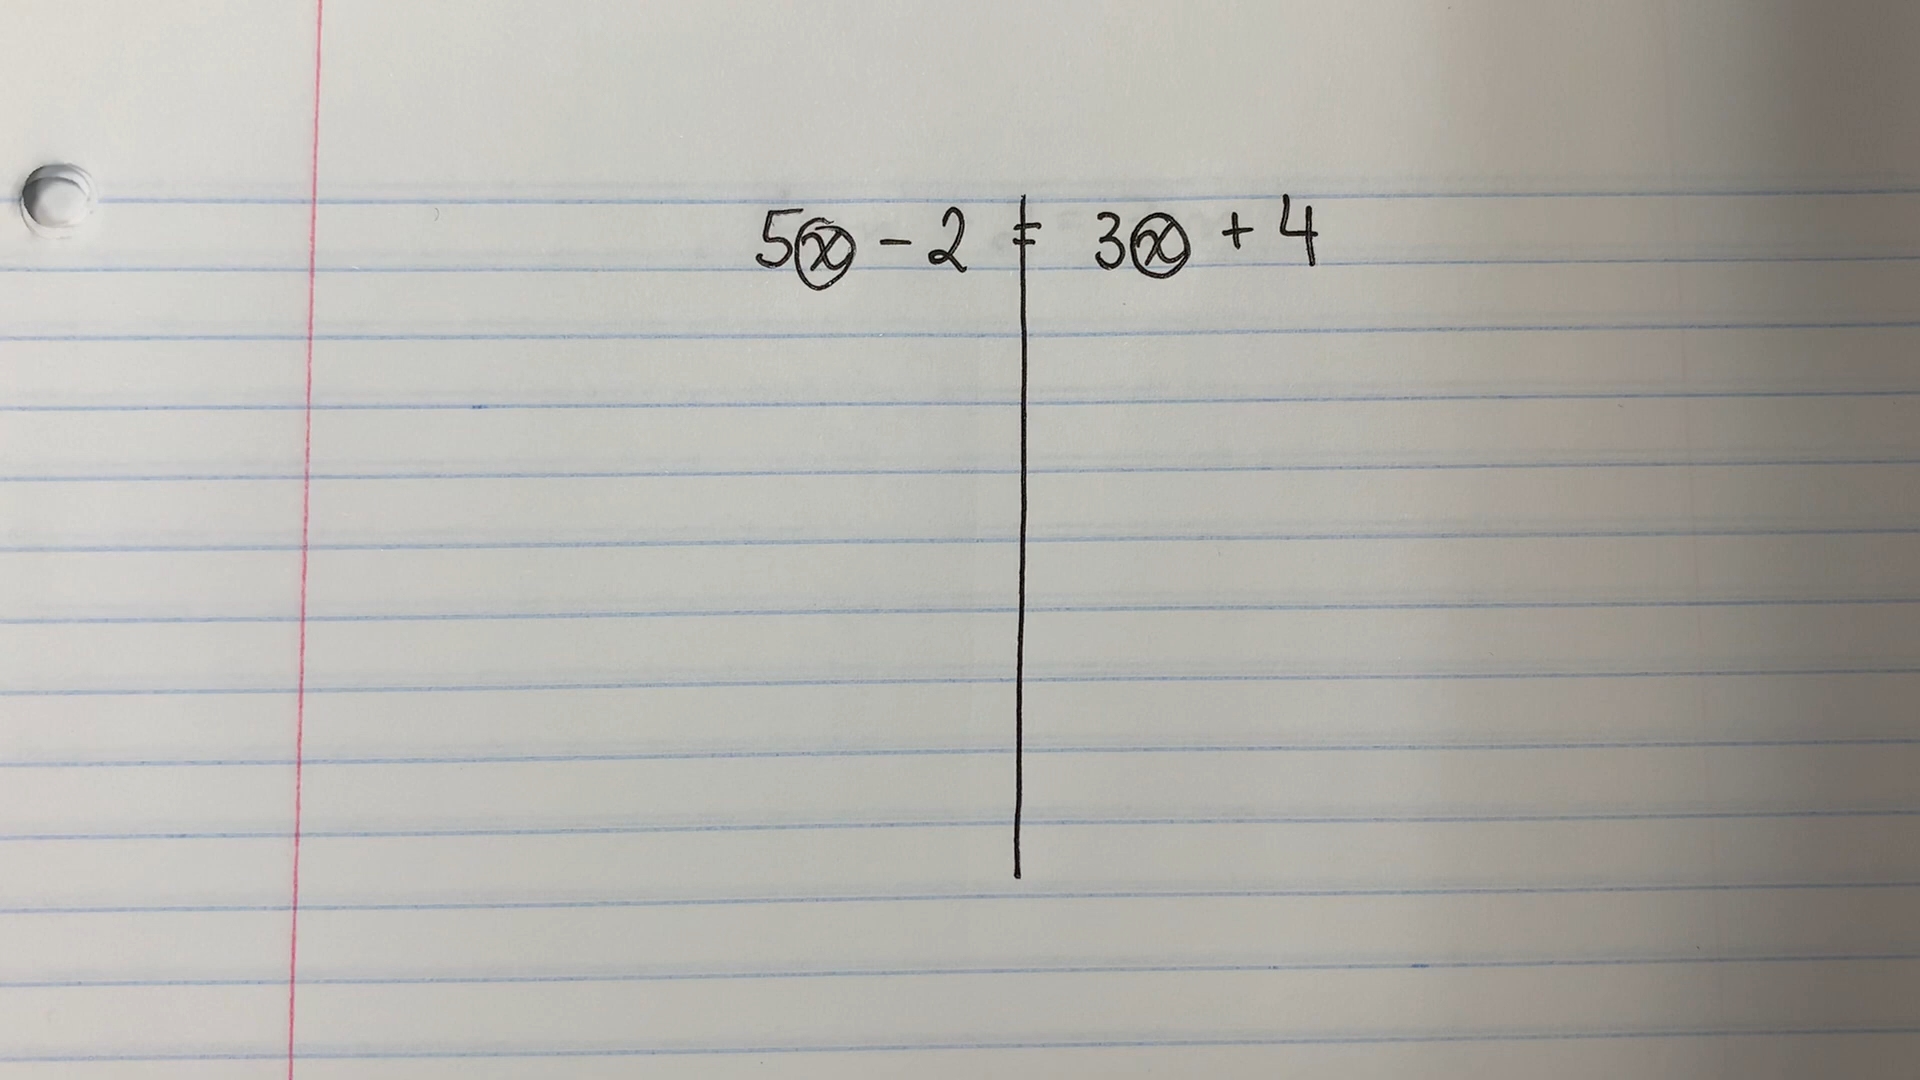 5x - 2 = 3x + 4